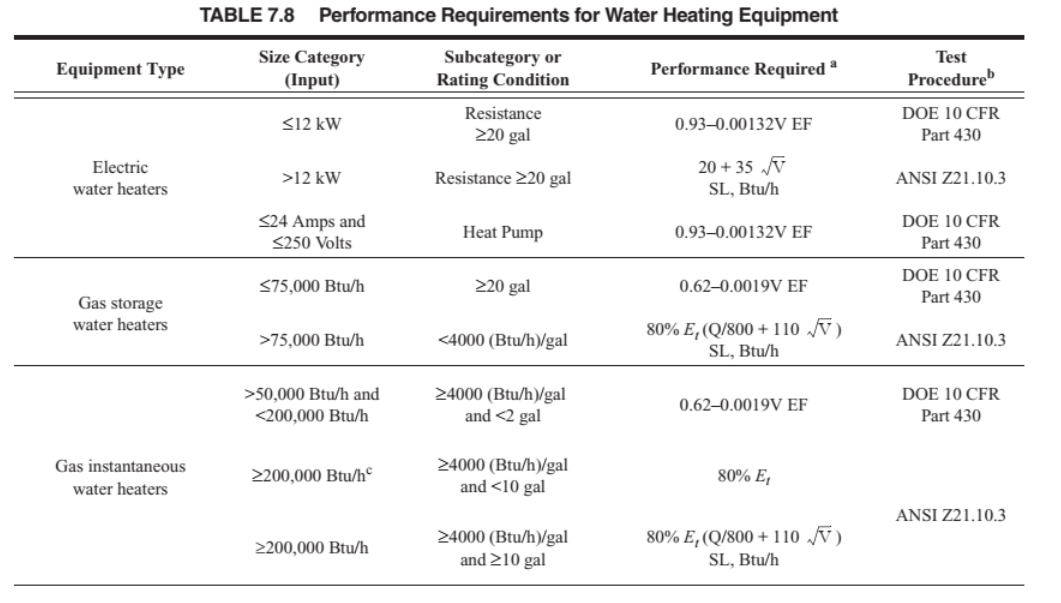 TABLE 7.8 Performance Requirements for Water Heating Equipment
Equipment Type
Size Category
(Input)
Subcategory or
Rating Condition
Performance Required a
Test
Procedureb
Electric
water heaters
≤12 kW
Resistance
≥20 gal
0.93–0.00132V EF
DOE 10 CFR
Part 430
>12 kW
Resistance ≥20 gal
20 + 35 √V
SL, Btu/h
ANSI Z21.10.3
≤24 Amps and
≤250 Volts
Heat Pump
0.93–0.00132V EF
DOE 10 CFR
Part 430
Gas storage
water heaters
≤75,000 Btu/h
≥20 gal
0.62–0.0019V EF
DOE 10 CFR
Part 430
>75,000 Btu/h
<4000 (Btu/h)/gal
80% Et (Q/800 + 110 √V )
SL, Btu/h
ANSI Z21.10.3
Gas instantaneous
water heaters
>50,000 Btu/h and
<200,000 Btu/h
≥4000 (Btu/h)/gal
and <2 gal
0.62–0.0019V EF
DOE 10 CFR
Part 430
≥200,000 Btu/hc
≥4000 (Btu/h)/gal
and <10 gal
80% Et
ANSI Z21.10.3
≥200,000 Btu/h
≥4000 (Btu/h)/gal
and ≥10 gal
80% Et (Q/800 + 110 √V )
SL, Btu/h